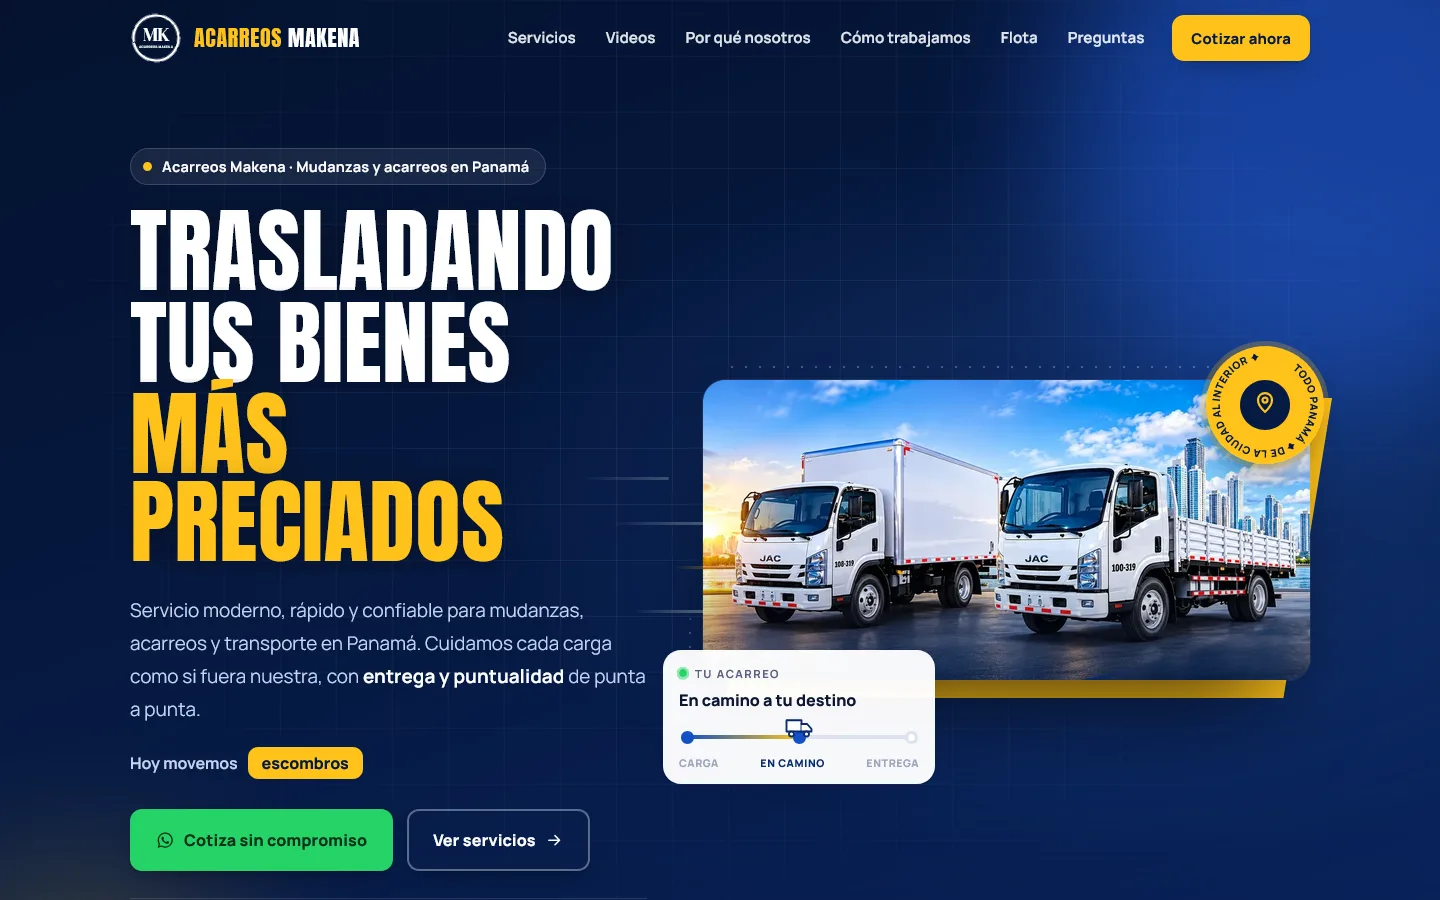 MK
ACARREOS MAKENA
ACARREOS MAKENA
Servicios
Videos
Por qué nosotros
Cómo trabajamos
Flota
Preguntas
Cotizar ahora
Acarreos Makena · Mudanzas y acarreos en Panamá
TRASLADANDO
TUS BIENES
MÁS
PRECIADOS
Servicio moderno, rápido y confiable para mudanzas,
acarreos y transporte en Panamá. Cuidamos cada carga
como si fuera nuestra, con entrega y puntualidad de punta
a punta.
Hoy movemos escombros
Cotiza sin compromiso
Ver servicios →
TODO PANAMÁ ✦ DE LA CIUDAD AL INTERIOR ✦
JAC
100-319
JAC
100-319
TU ACARREO
En camino a tu destino
CARGA
EN CAMINO
ENTREGA